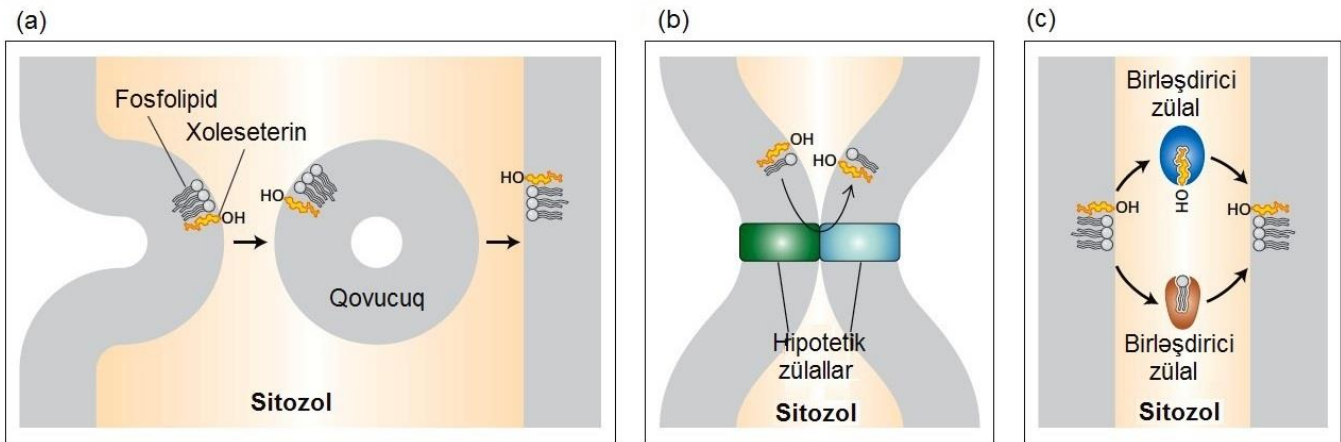 (a)
Fosfolipid
Xoleseterin
OH
HO
HO
Qovucuq
Sitozol
(b)
OH
HO
Hipotetik
zülallar
Sitozol
(c)
Birləşdirici
zülal
OH
OH
HO
Birləşdirici
zülal
Sitozol